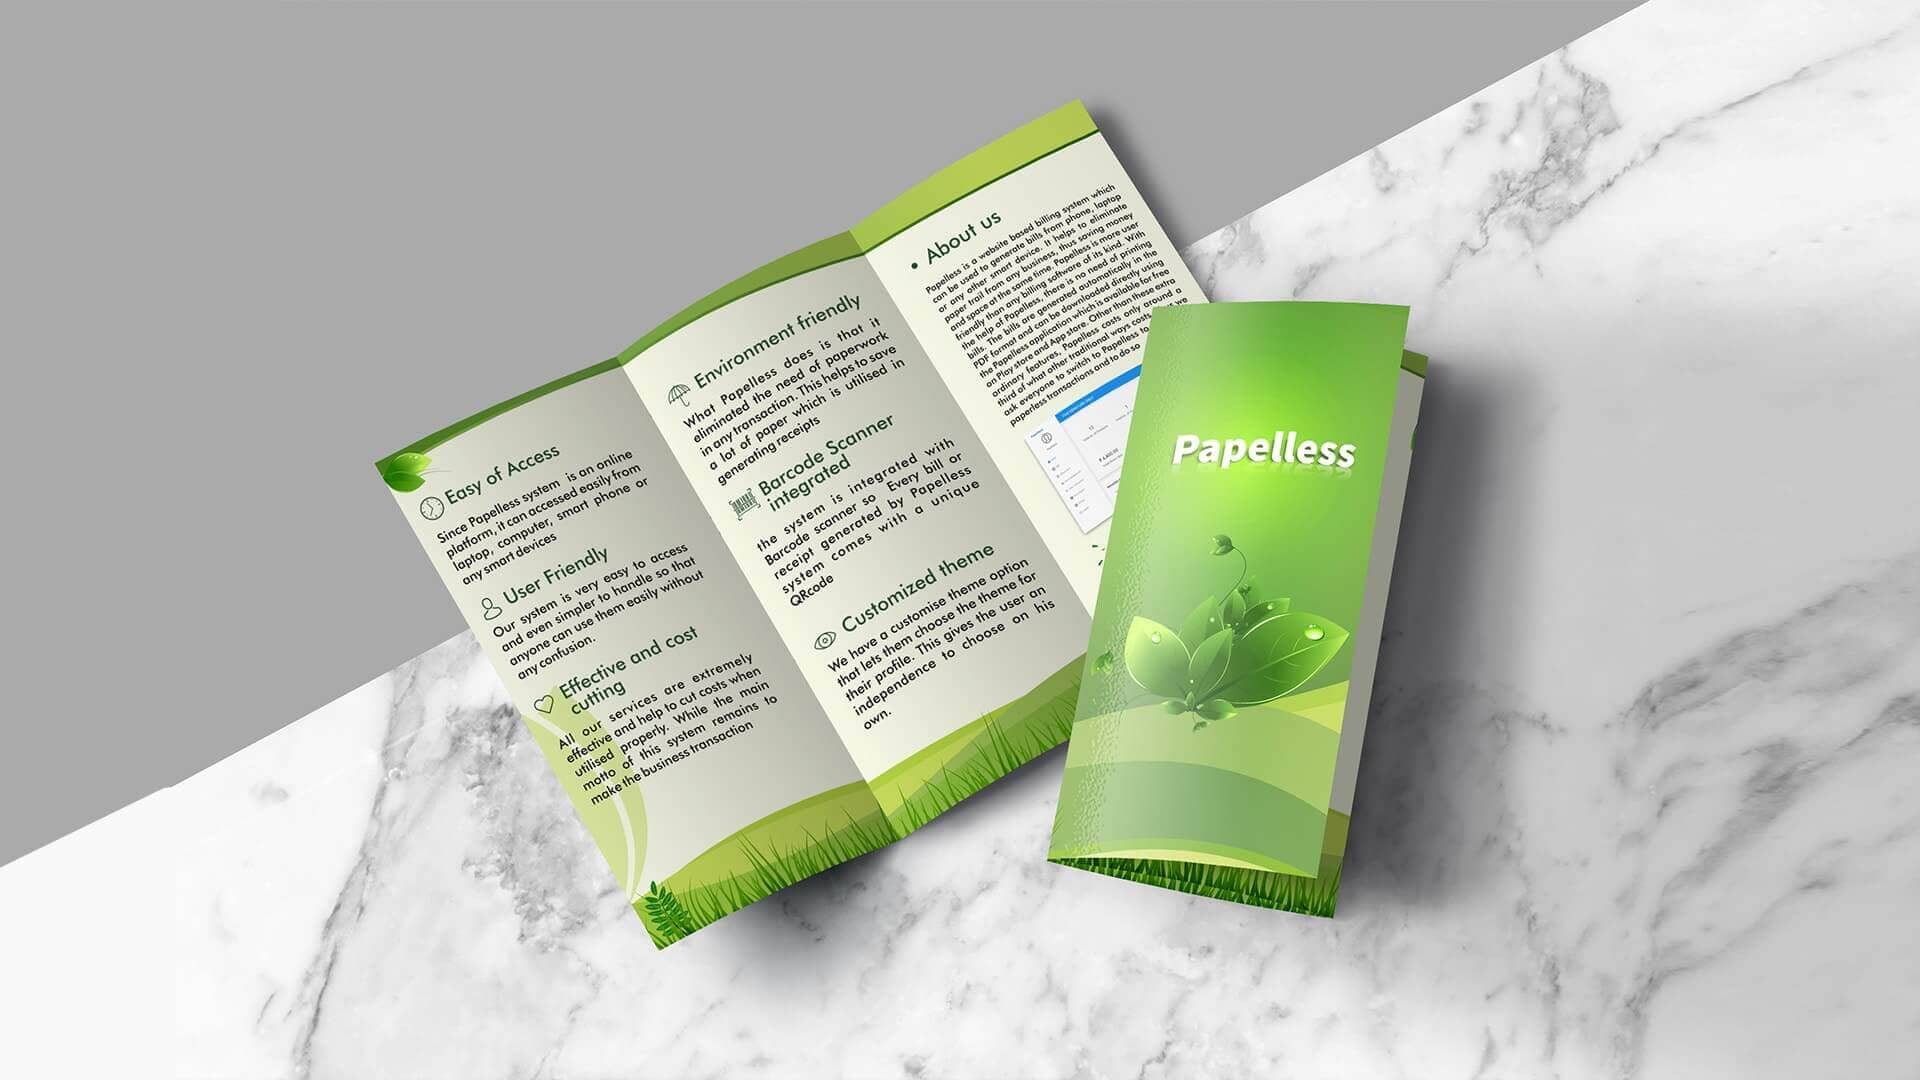 Easy of Access
Since Papelless system is an online
platform, it can accessed easily from
laptop, computer, smart phone or
any smart devices
User Friendly
Our system is very easy to access
and even simpler to handle so that
anyone can use them easily without
any confusion.
Effective and cost
cutting
All our services are extremely
effective and help to cut costs when
utilised properly. While the main
motto of this system remains to
make the business transaction
Environment friendly
What Papelless does is that it
eliminated the need of paperwork
in any transaction. This helps to save
a lot of paper which is utilised in
generating receipts
Barcode Scanner
integrated
the system is integrated with
Barcode scanner so Every bill or
receipt generated by Papelless
system comes with a unique
QRcode
Customized theme
We have a customise theme option
that lets them choose the theme for
their profile. This gives the user an
independence to choose on his
own.
• About us
Papelless is a website based billing system which
can be used to generate bills from phone, laptop
or any other smart device. It helps to eliminate
paper trail from any business, thus saving money
and space at the same time. Papelless is more user
friendly than any billing software of its kind. With
the help of Papelless, there is no need of printing
bills. The bills are generated automatically in the
PDF format and can be downloaded directly using
the Papelless application which is available for free
on Play store and App store. Other than these extra
ordinary features, Papelless costs only around a
third of what other traditional ways costs we
ask everyone to switch to Papelless to
paperless transactions and to do so
Papelless